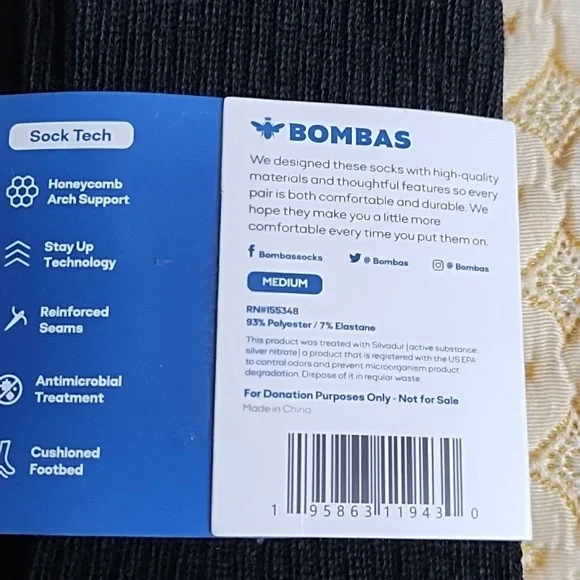 Sock Tech
Honeycomb
Arch Support
Stay Up
Technology
Reinforced
Seams
Antimicrobial
Treatment
Cushioned
Footbed
BOMBAS
We designed these socks with high-quality
materials and thoughtful features so every
pair is both comfortable and durable. We
hope they make you a little more
comfortable every time you put them on.
Bombassocks @ Bombas @ Bombas
MEDIUM
RN#155348
93% Polyester / 7% Elastane
This product was treated with Silvadur (active substance:
silver nitrate) a product that is registered with the US EPA
to control odors and prevent microorganism product
degradation. Dispose of it in regular waste
For Donation Purposes Only - Not for Sale
Made in China
1 95863 11943 0